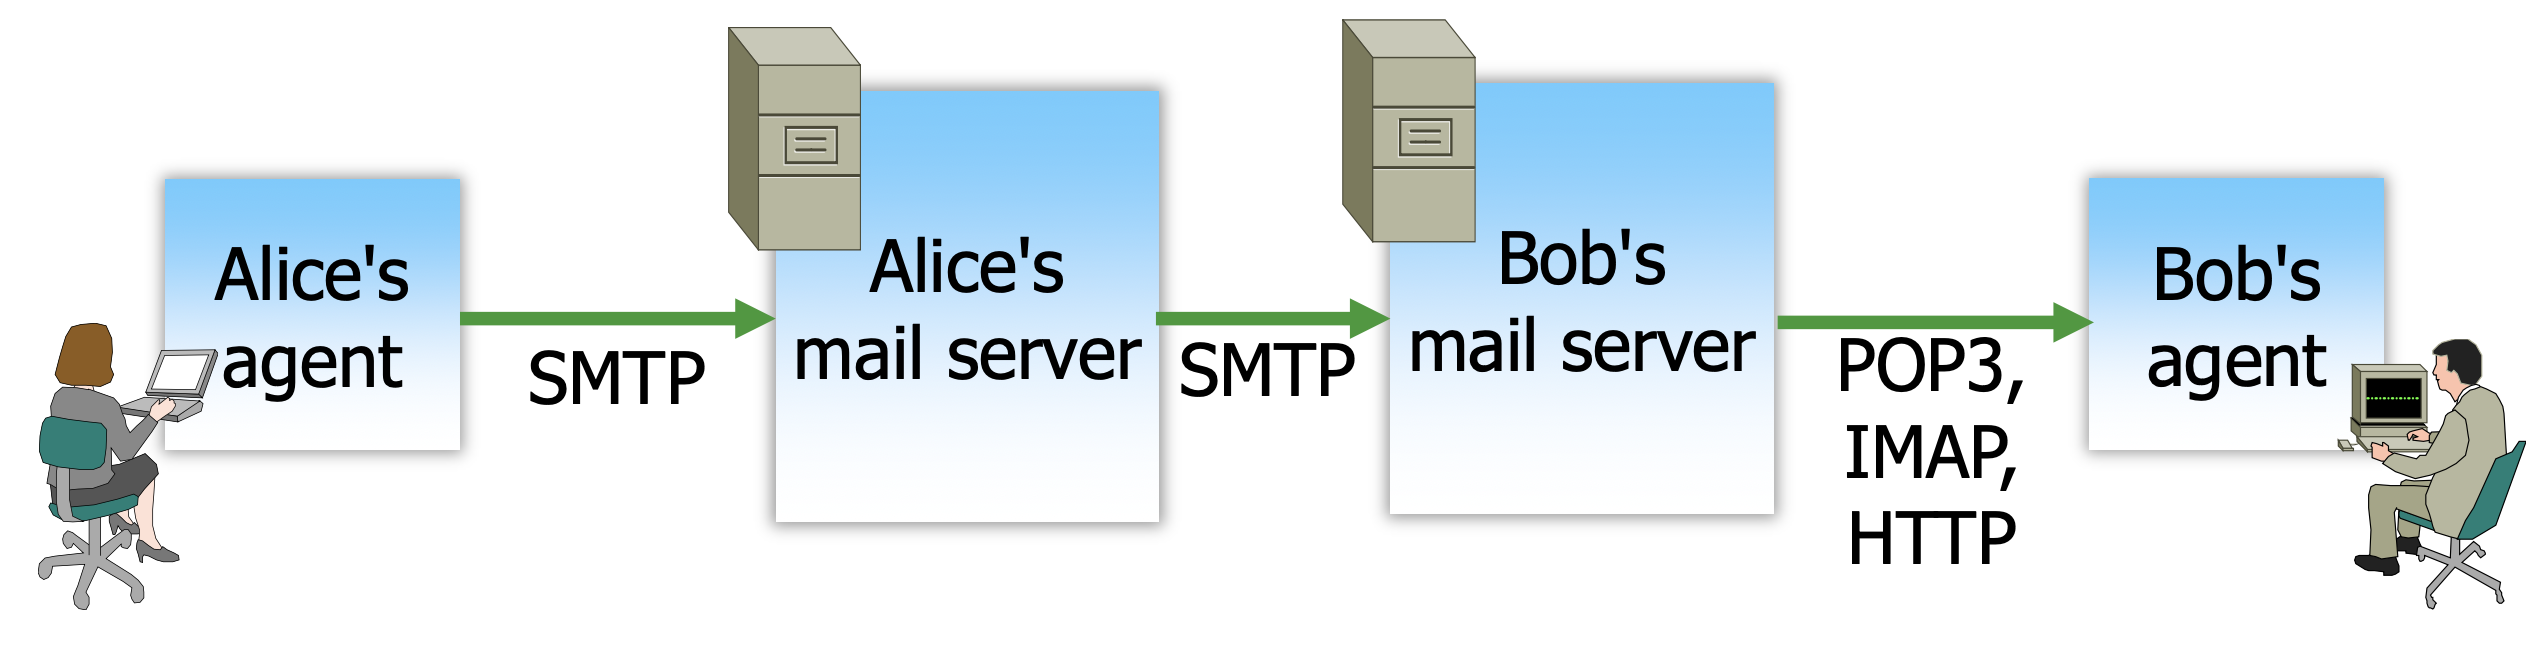 Alice's
agent
SMTP
Alice's
mail server
SMTP
Bob's
mail server
POP3,
IMAP,
HTTP
Bob's
agent